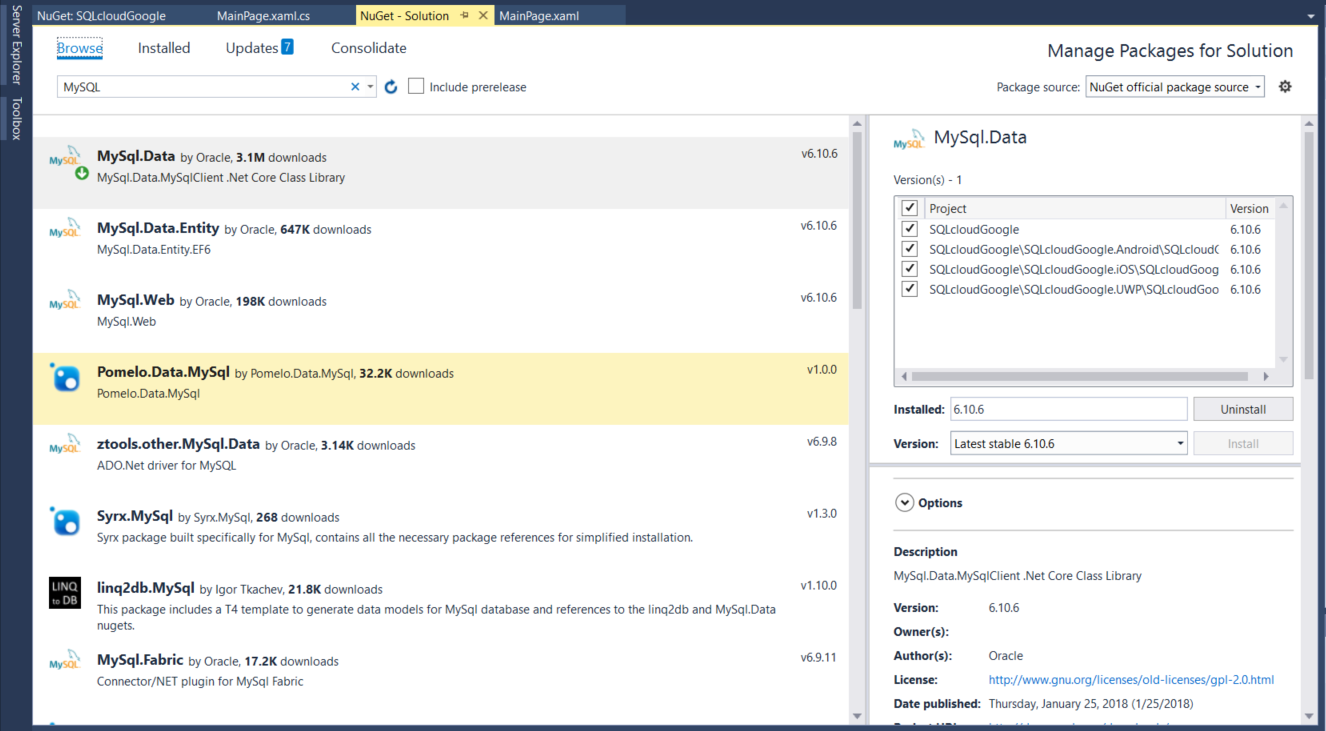 Server Explorer
Toolbox
NuGet: SQLcloudGoogle MainPage.xaml.cs NuGet - Solution MainPage.xaml
Browse Installed Updates 7 Consolidate
Manage Packages for Solution
MySQL
Include prerelease
Package source: NuGet official package source
MySQL
MySql.Data by Oracle, 3.1M downloads v6.10.6
MySql.Data.MySqlClient .Net Core Class Library
MySQL
MySql.Data.Entity by Oracle, 647K downloads v6.10.6
MySql.Data.Entity.EF6
MySQL
MySql.Web by Oracle, 198K downloads v6.10.6
MySql.Web
Pomelo.Data.MySql by Pomelo.Data.MySql, 32.2K downloads v1.0.0
Pomelo.Data.MySql
MySQL
ztools.other.MySql.Data by Oracle, 3.14K downloads v6.9.8
ADO.Net driver for MySQL
Syrx.MySql by Syrx.MySql, 268 downloads v1.3.0
Syrx package built specifically for MySql, contains all the necessary package references for simplified installation.
LINQ
to DB
linq2db.MySql by Igor Tkachev, 21.8K downloads v1.10.0
This package includes a T4 template to generate data models for MySql database and references to the linq2db and MySql.Data
nugets.
MySQL
MySql.Fabric by Oracle, 17.2K downloads v6.9.11
Connector/NET plugin for MySql Fabric
MySQL
MySql.Data
Version(s) - 1
Project Version
SQLcloudGoogle 6.10.6
SQLcloudGoogle\SQLcloudGoogle.Android\SQLcloudG 6.10.6
SQLcloudGoogle\SQLcloudGoogle.iOS\SQLcloudGoog 6.10.6
SQLcloudGoogle\SQLcloudGoogle.UWP\SQLcloudGoo 6.10.6
Installed: 6.10.6 Uninstall
Version: Latest stable 6.10.6 Install
Options
Description
MySql.Data.MySqlClient .Net Core Class Library
Version: 6.10.6
Owner(s):
Author(s): Oracle
License: http://www.gnu.org/licenses/old-licenses/gpl-2.0.html
Date published: Thursday, January 25, 2018 (1/25/2018)